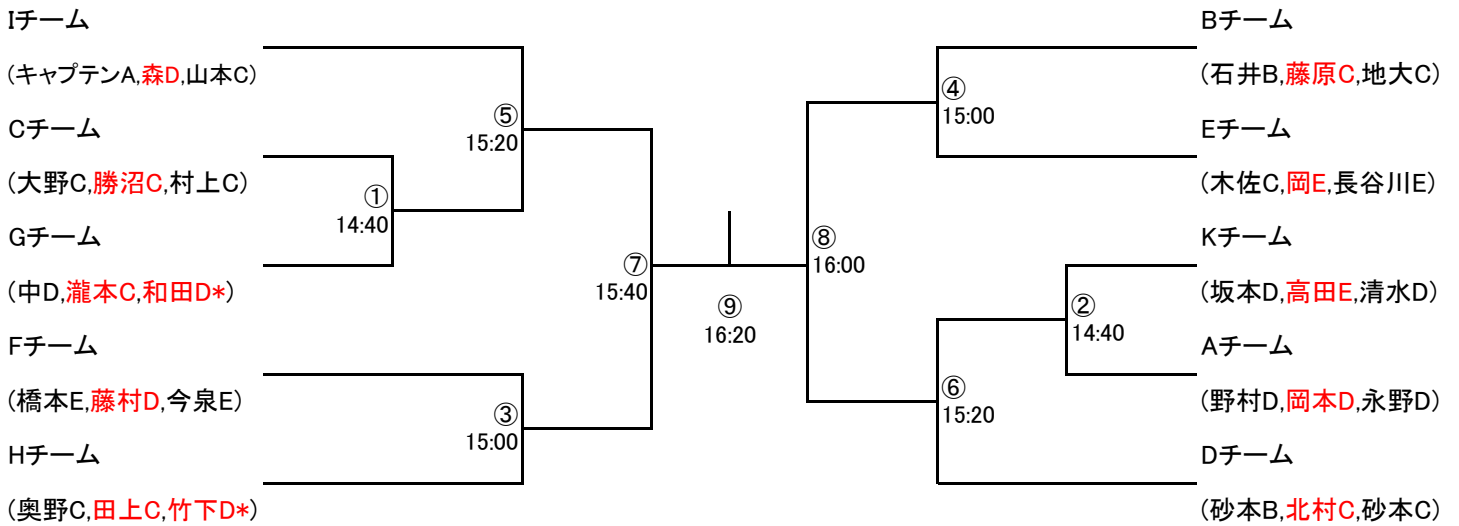 Iチーム
(キャプテンA,森D,山本C)
Cチーム
(大野C,勝沼C,村上C)
Gチーム
(中D,瀧本C,和田D*)
Fチーム
(橋本E,藤村D,今泉E)
Hチーム
(奥野C,田上C,竹下D*)
①
14:40
⑤
15:20
③
15:00
⑦
15:40
⑨
16:20
⑧
16:00
④
15:00
②
14:40
⑥
15:20
Bチーム
(石井B,藤原C,地大C)
Eチーム
(木佐C,岡E,長谷川E)
Kチーム
(坂本D,高田E,清水D)
Aチーム
(野村D,岡本D,永野D)
Dチーム
(砂本B,北村C,砂本C)